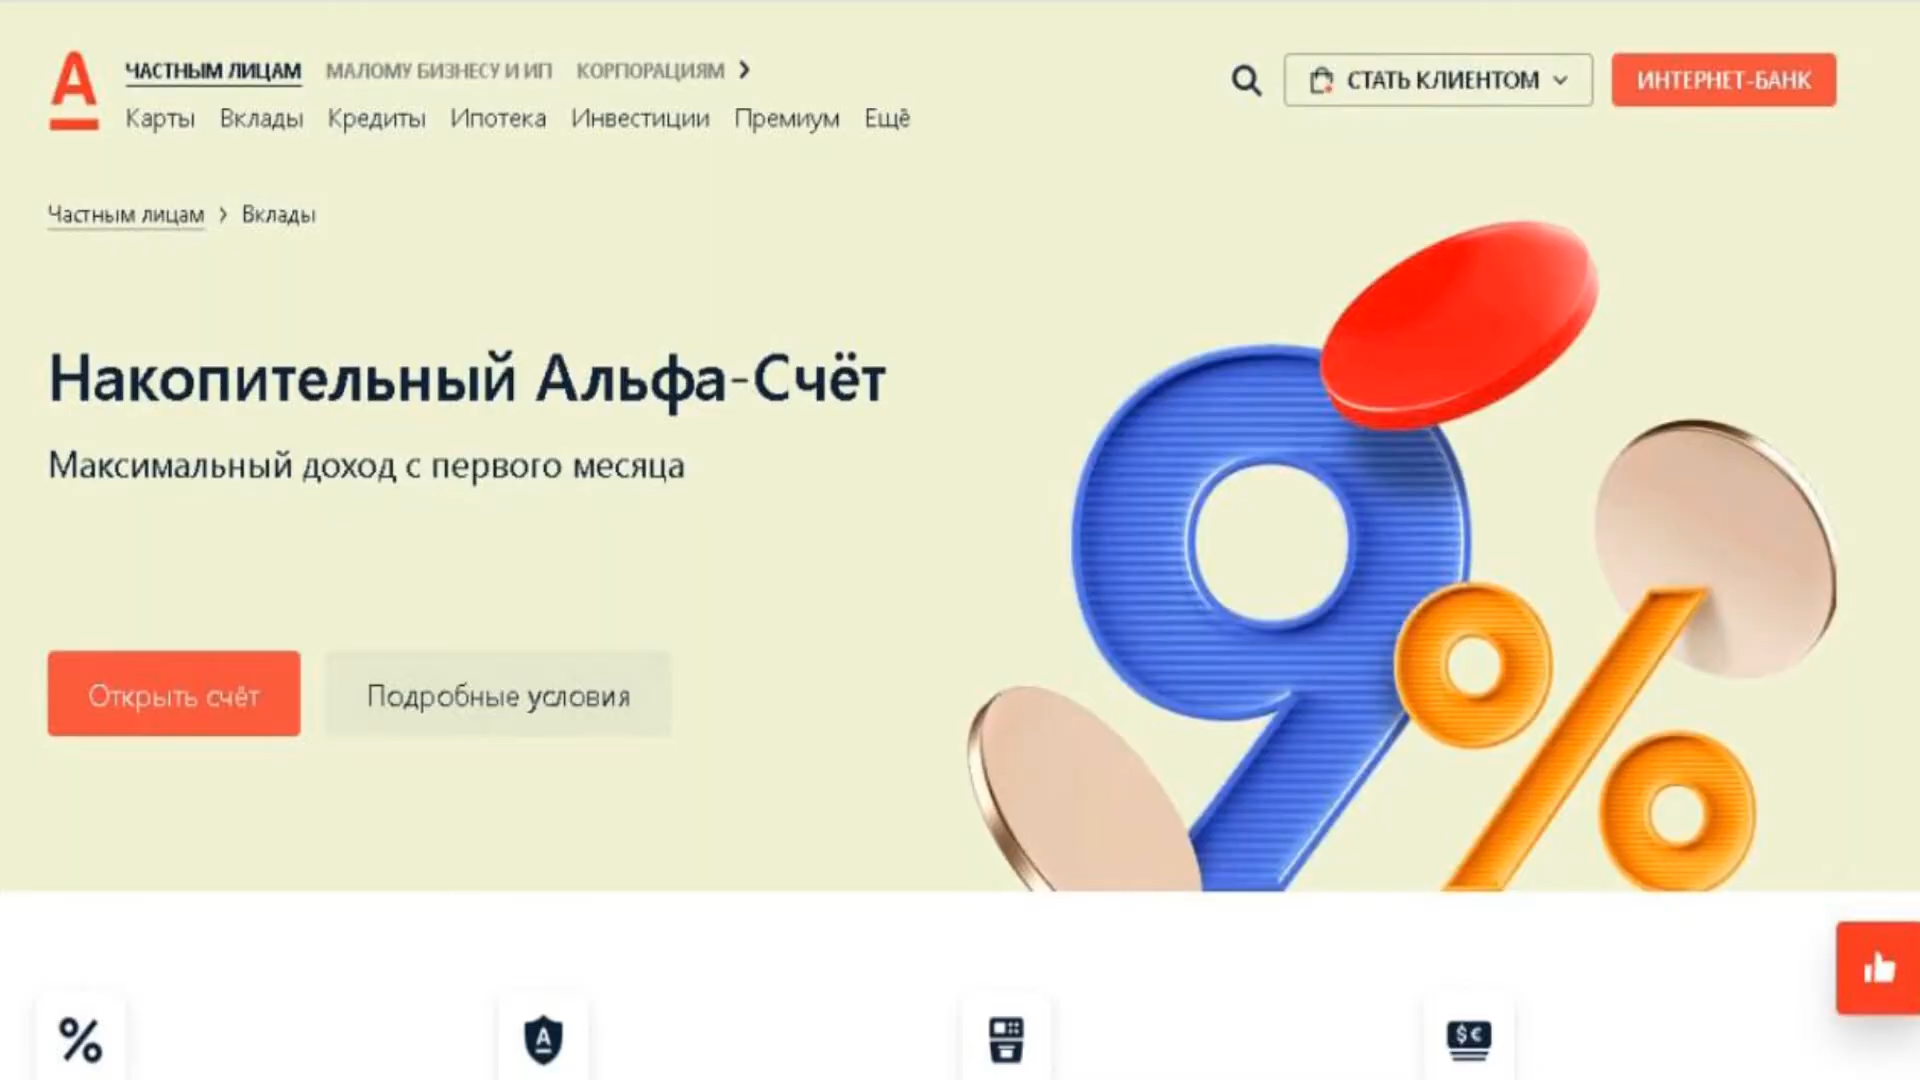 А
ЧАСТНЫМ ЛИЦАМ МАЛОМУ БИЗНЕСУ И ИП КОРПОРАЦИЯМ
СТАТЬ КЛИЕНТОМ
ИНТЕРНЕТ-БАНК
Карты Вклады Кредиты Ипотека Инвестиции Премиум Ещё
Частным лицам > Вклады
Накопительный Альфа-Счёт
Максимальный доход с первого месяца
Открыть счёт
Подробные условия
9%
%
А
$ €